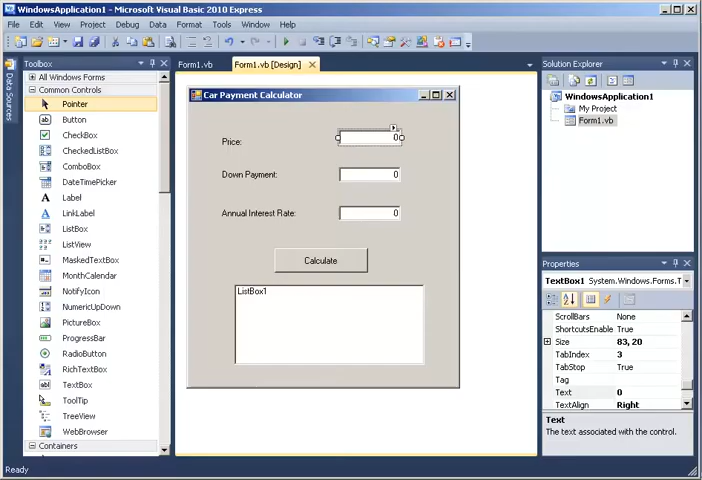 WindowsApplication1 - Microsoft Visual Basic 2010 Express
File Edit View Project Debug Data Format Tools Window Help
Data Sources
Toolbox
All Windows Forms
Common Controls
Pointer
Button
CheckBox
CheckedListBox
ComboBox
DateTimePicker
Label
LinkLabel
ListBox
ListView
MaskedTextBox
MonthCalendar
NotifyIcon
NumericUpDown
PictureBox
ProgressBar
RadioButton
RichTextBox
TextBox
ToolTip
TreeView
WebBrowser
Containers
Form1.vb Form1.vb [Design]
Car Payment Calculator
Price: 0
Down Payment: 0
Annual Interest Rate: 0
Calculate
ListBox1
Solution Explorer
WindowsApplication1
My Project
Form1.vb
Properties
TextBox1 System.Windows.Forms.T
ScrollBars None
ShortcutsEnable True
Size 83, 20
TabIndex 3
TabStop True
Tag
Text 0
TextAlign Right
Text
The text associated with the control.
Ready